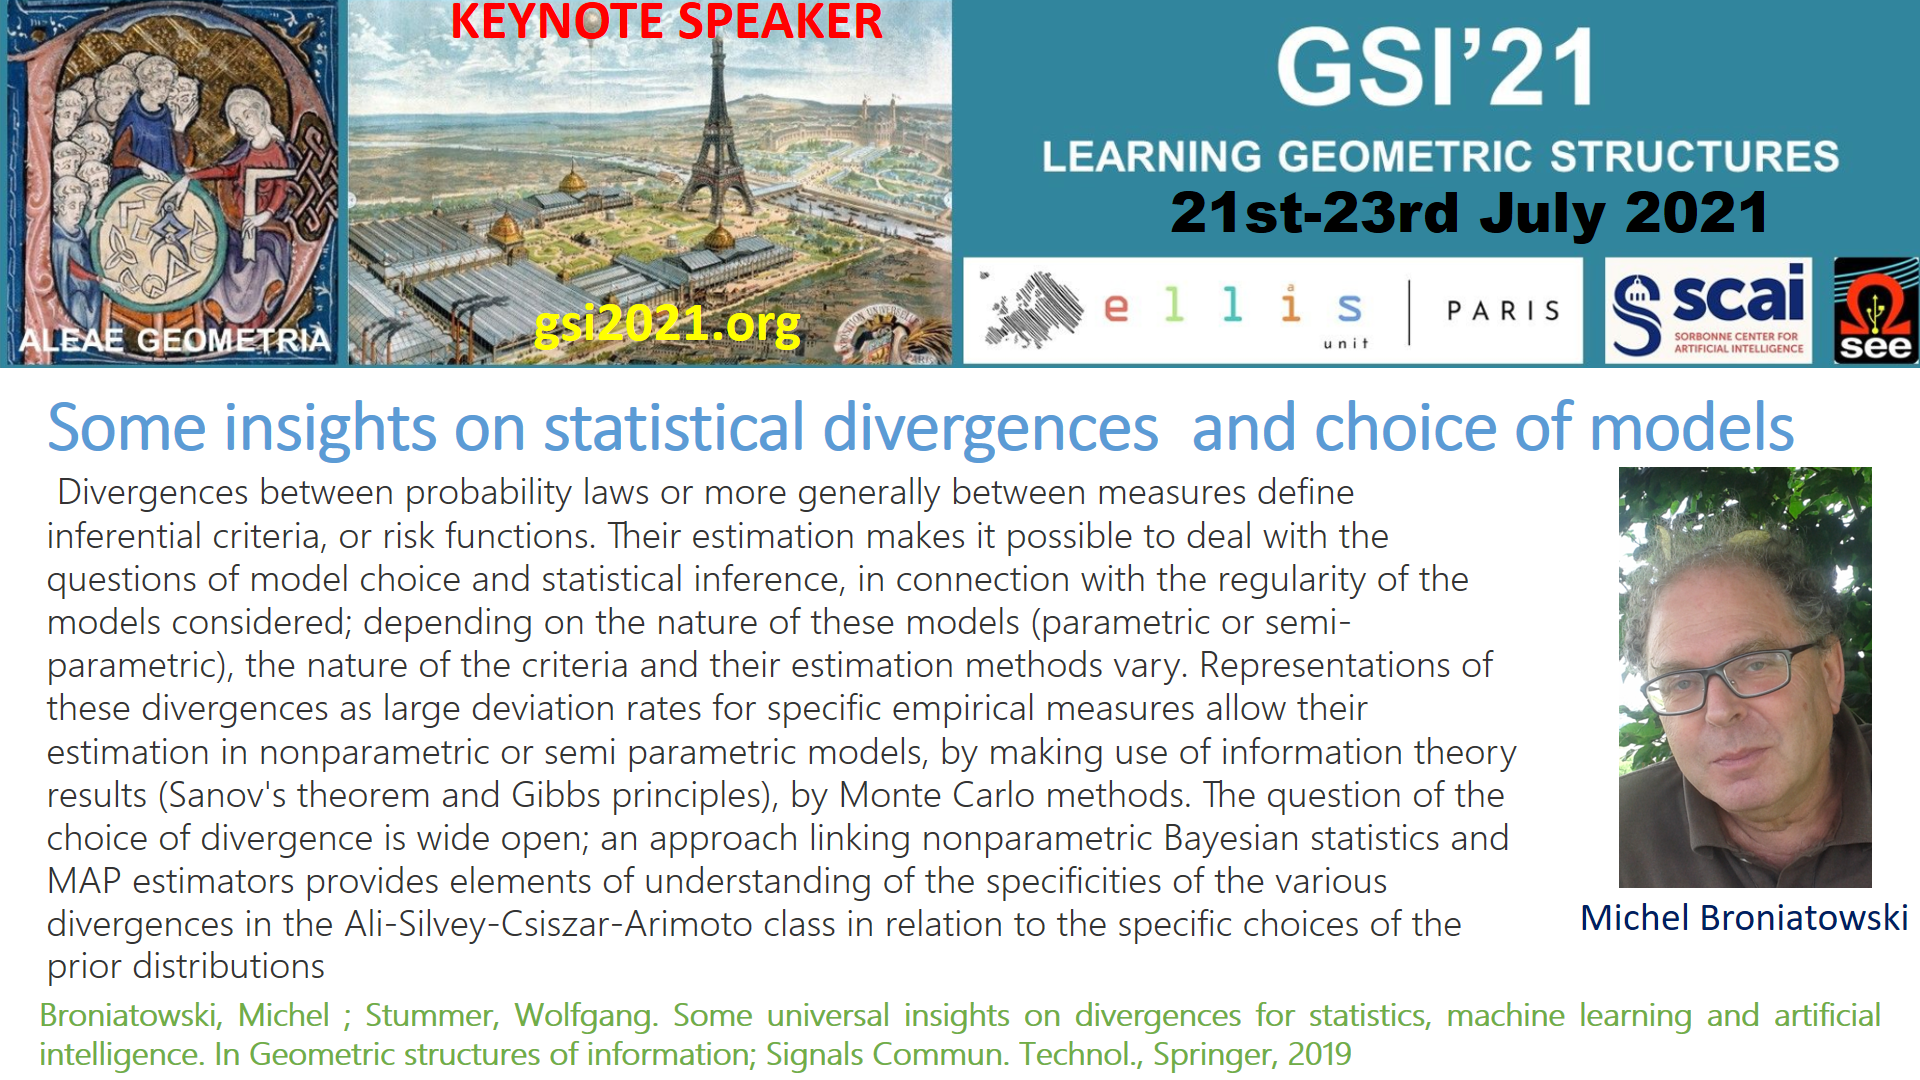 KEYNOTE SPEAKER
ALEAE GEOMETRIA
gsi2021.org
GSI’21
LEARNING GEOMETRIC STRUCTURES
21st-23rd July 2021
ellis
unit
PARIS
scai
SORBONNE CENTER FOR
ARTIFICIAL INTELLIGENCE
see
Some insights on statistical divergences and choice of models
Divergences between probability laws or more generally between measures define
inferential criteria, or risk functions. Their estimation makes it possible to deal with the
questions of model choice and statistical inference, in connection with the regularity of the
models considered; depending on the nature of these models (parametric or semi-
parametric), the nature of the criteria and their estimation methods vary. Representations of
these divergences as large deviation rates for specific empirical measures allow their
estimation in nonparametric or semi parametric models, by making use of information theory
results (Sanov's theorem and Gibbs principles), by Monte Carlo methods. The question of the
choice of divergence is wide open; an approach linking nonparametric Bayesian statistics and
MAP estimators provides elements of understanding of the specificities of the various
divergences in the Ali-Silvey-Csiszar-Arimoto class in relation to the specific choices of the
prior distributions
Michel Broniatowski
Broniatowski, Michel ; Stummer, Wolfgang. Some universal insights on divergences for statistics, machine learning and artificial
intelligence. In Geometric structures of information; Signals Commun. Technol., Springer, 2019